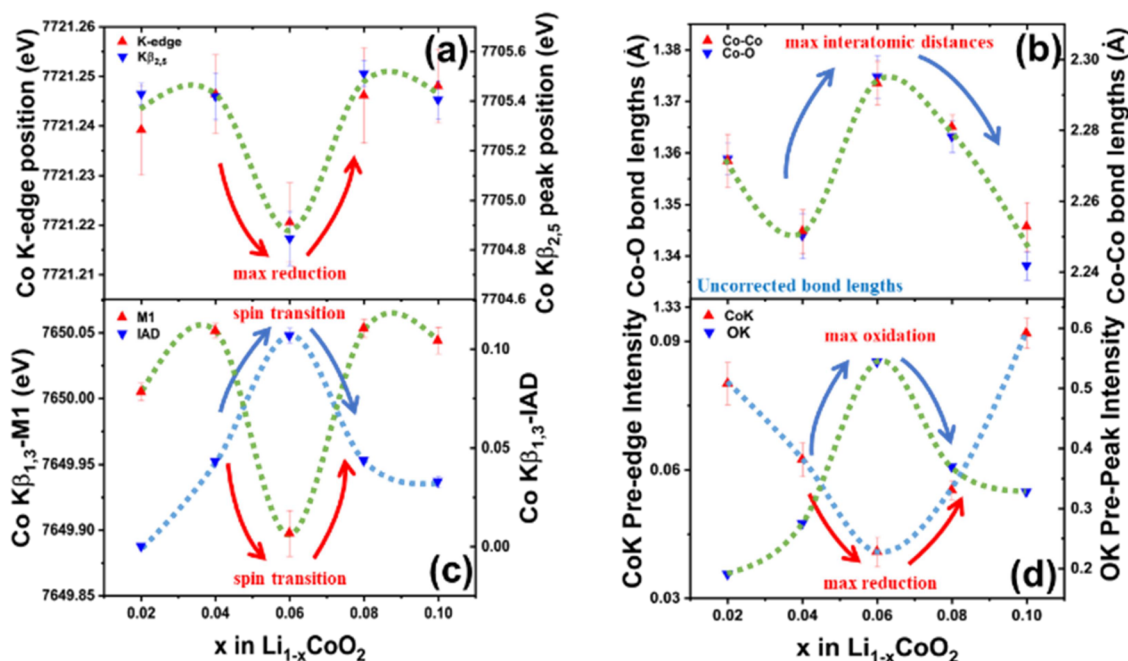 (a)
K-edge
Kβ2,5
7721.26
7721.25
7721.24
7721.23
7721.22
7721.21
Co K-edge position (eV)
max reduction
7705.6
7705.4
7705.2
7705.0
7704.8
7704.6
Co Kβ2,5 peak position (eV)
(b)
Co-Co
Co-O
max interatomic distances
1.38
1.37
1.36
1.35
1.34
1.33
Co-O bond lengths (Å)
Uncorrected bond lengths
2.30
2.28
2.26
2.24
Co-Co bond lengths (Å)
(c)
M1
IAD
spin transition
7650.05
7650.00
7649.95
7649.90
7649.85
Co Kβ1,3-M1 (eV)
spin transition
0.10
0.05
0.00
Co Kβ1,3-IAD
0.02 0.04 0.06 0.08 0.10
x in Li1-xCoO2
(d)
CoK
OK
max oxidation
0.09
0.06
0.03
CoK Pre-edge Intensity
max reduction
0.6
0.5
0.4
0.3
0.2
OK Pre-Peak Intensity
0.02 0.04 0.06 0.08 0.10
x in Li1-xCoO2